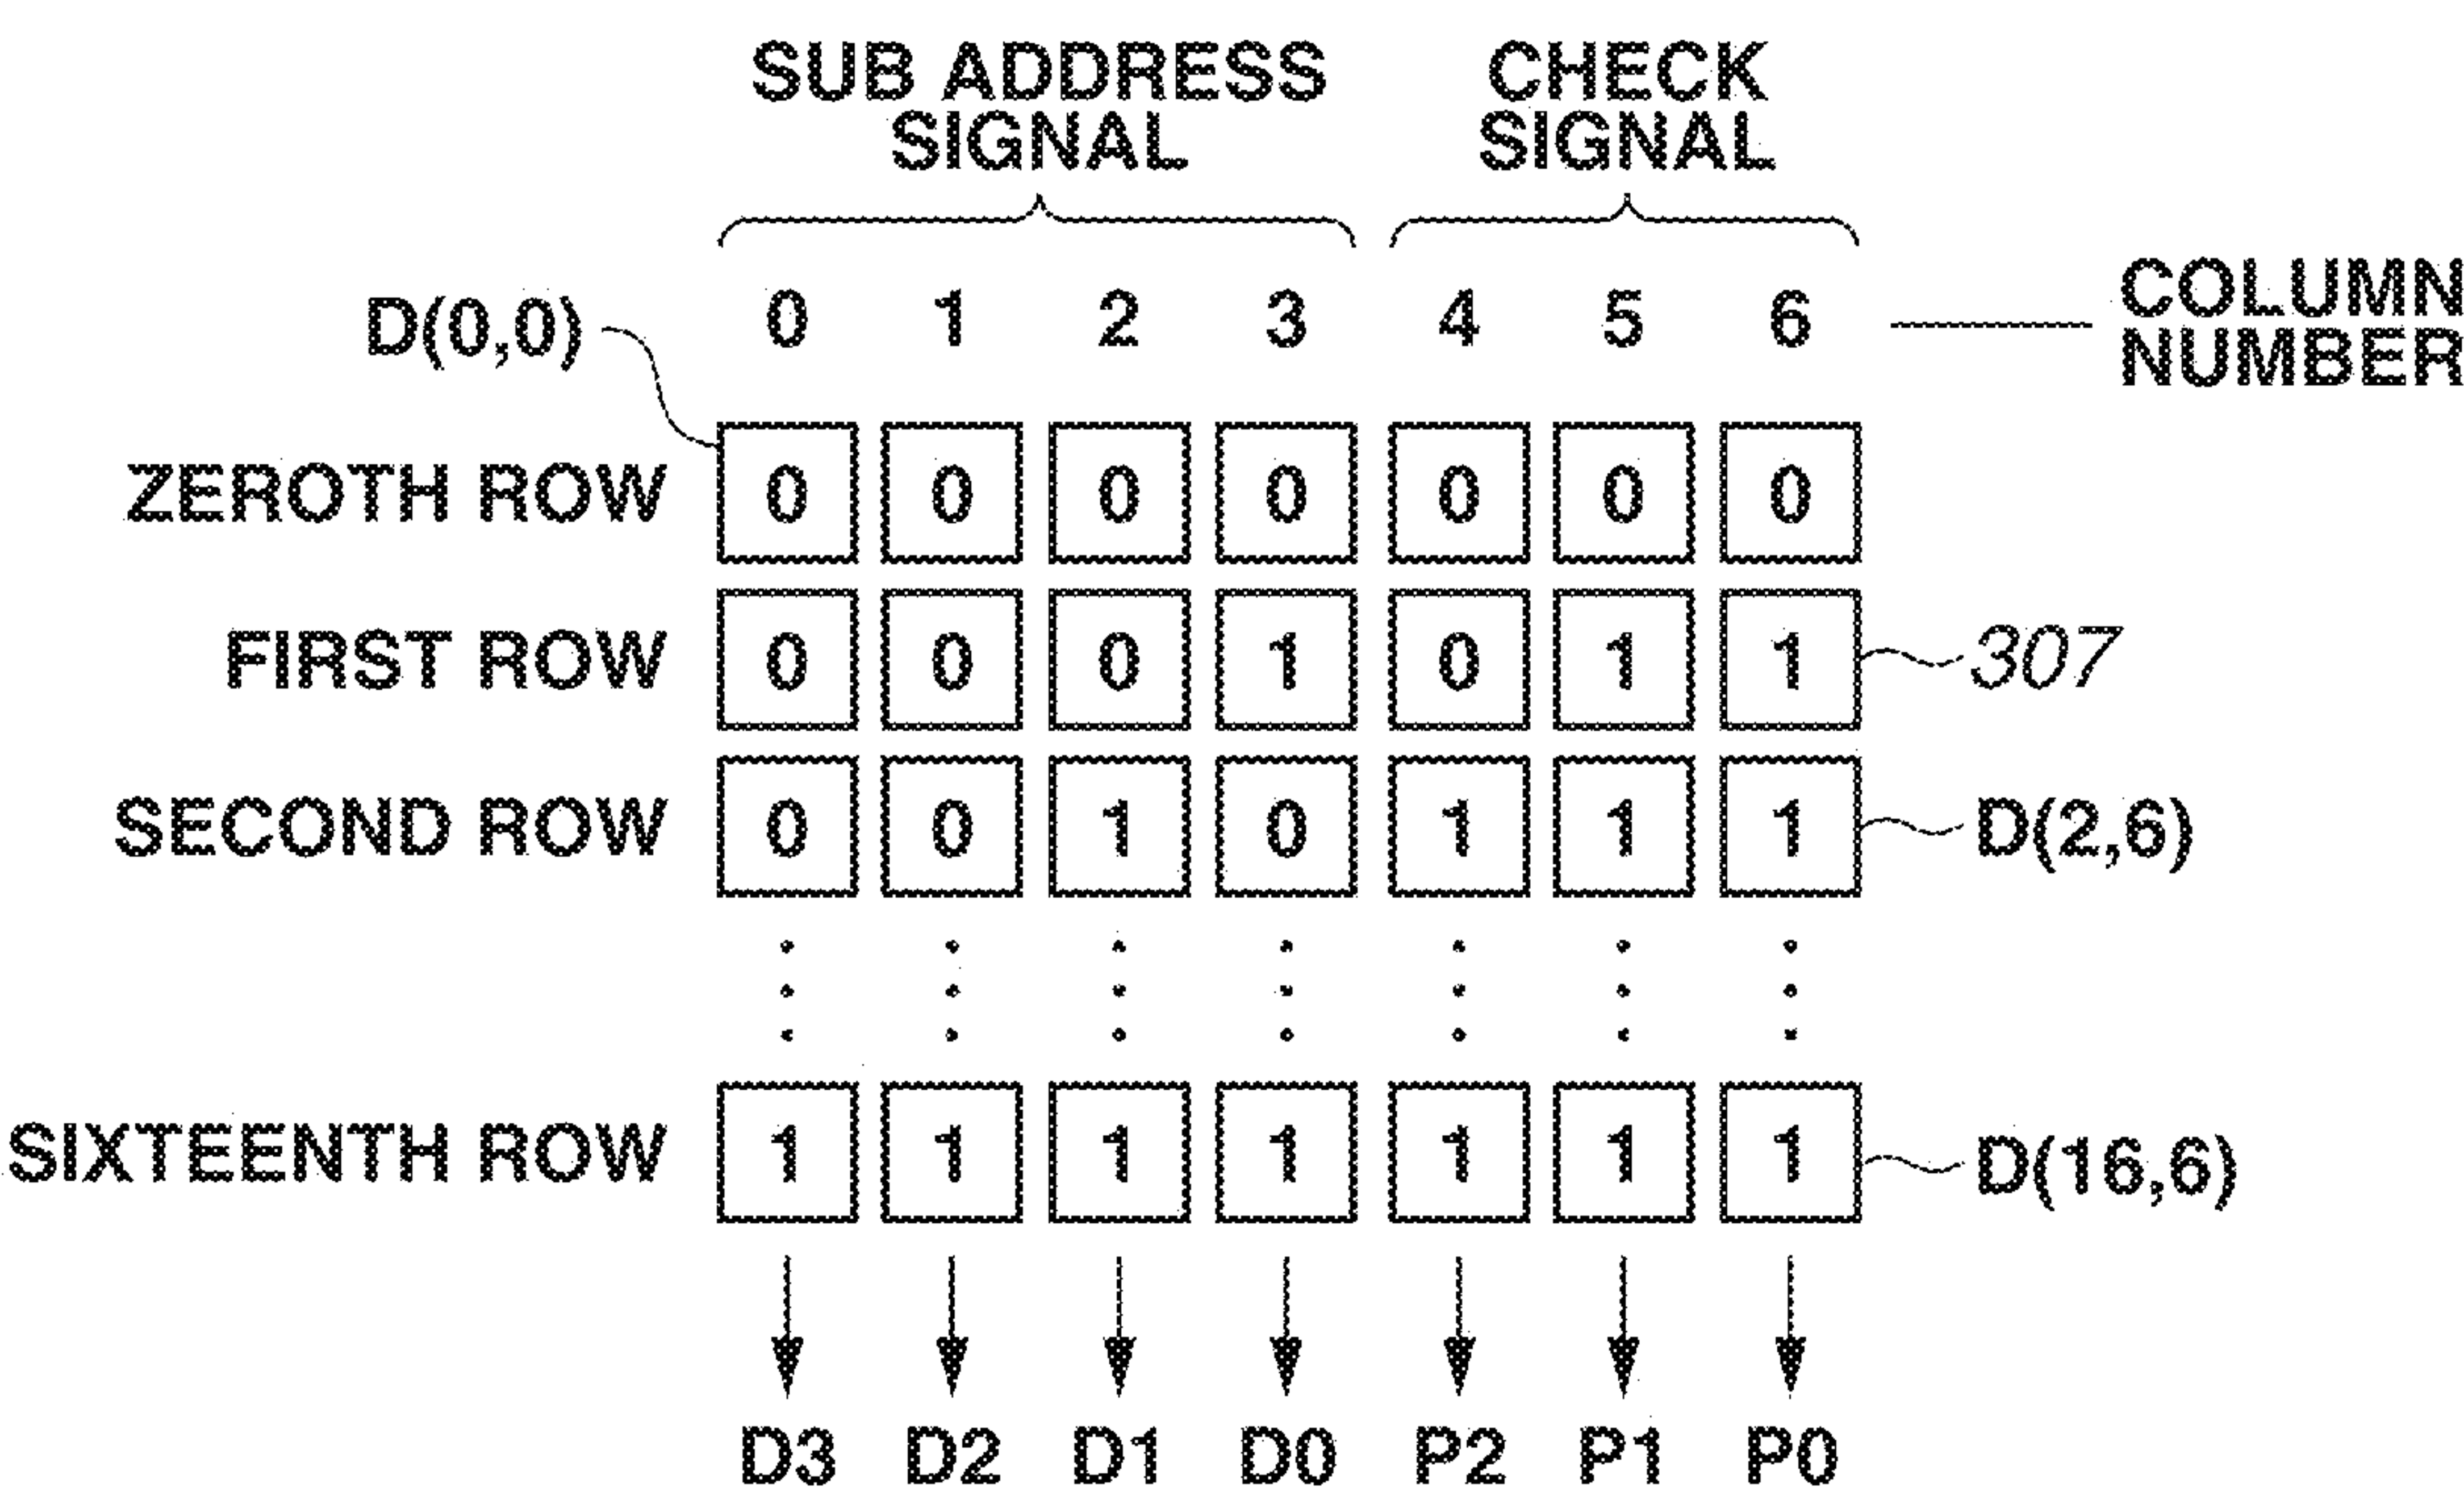 SUB ADDRESS
SIGNAL
CHECK
SIGNAL
D(0,0) 0 1 2 3 4 5 6
COLUMN
NUMBER
ZEROTH ROW 0 0 0 0 0 0 0
FIRST ROW 0 0 0 1 0 1 1 307
SECOND ROW 0 0 1 0 1 1 1 D(2,6)
SIXTEENTH ROW 1 1 1 1 1 1 1 D(16,6)
D3 D2 D1 D0 P2 P1 P0